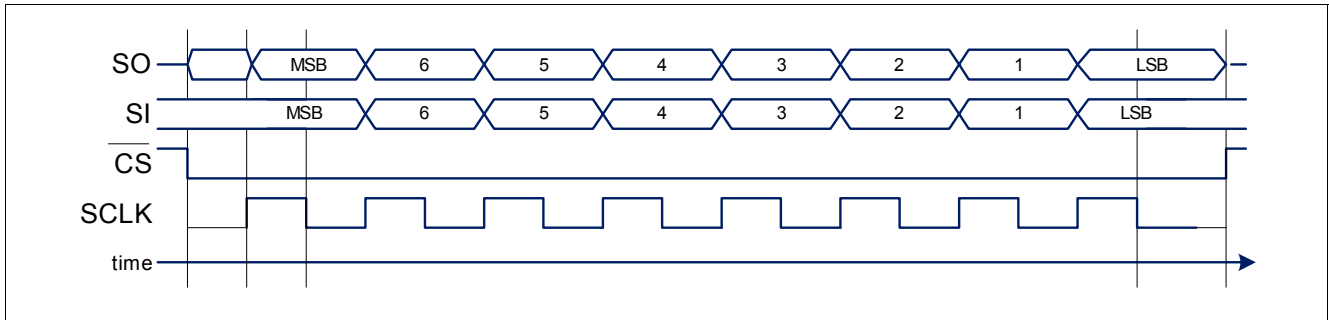 SO MSB 6 5 4 3 2 1 LSB
SI MSB 6 5 4 3 2 1 LSB
CS
SCLK
time